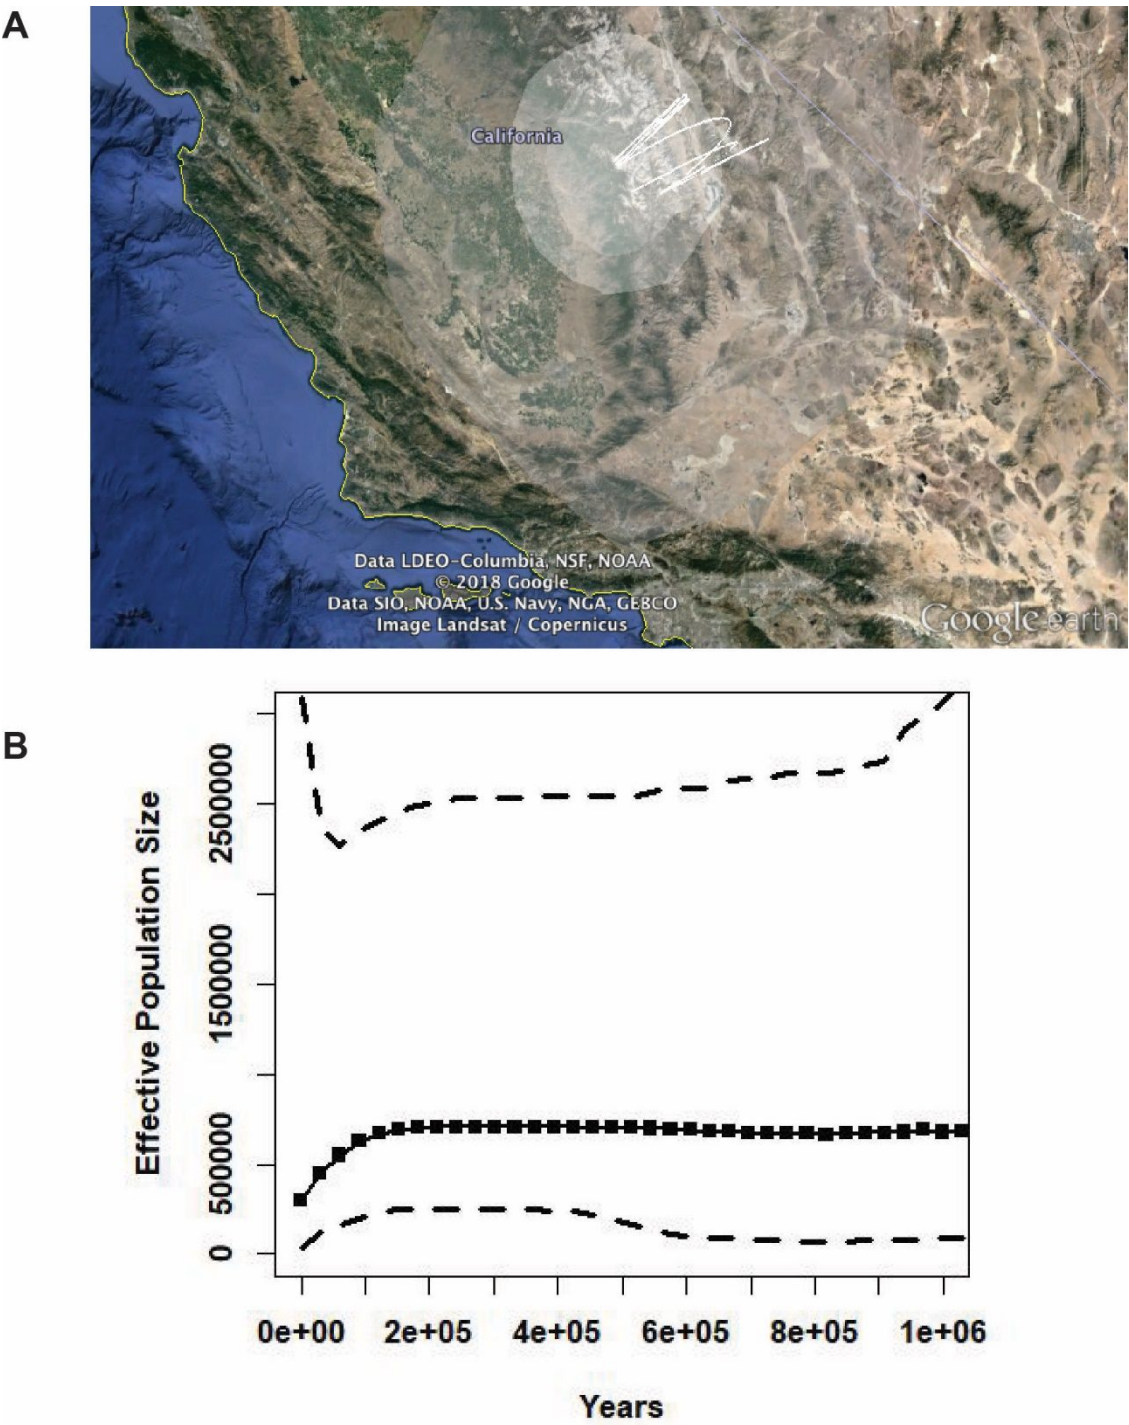 A
California
Data LDEO-Columbia, NSF, NOAA
© 2018 Google
Data SIO, NOAA, U.S. Navy, NGA, GEBCO
Image Landsat / Copernicus
Google earth
B
Effective Population Size
2500000
1500000
500000
0
0e+00 2e+05 4e+05 6e+05 8e+05 1e+06
Years